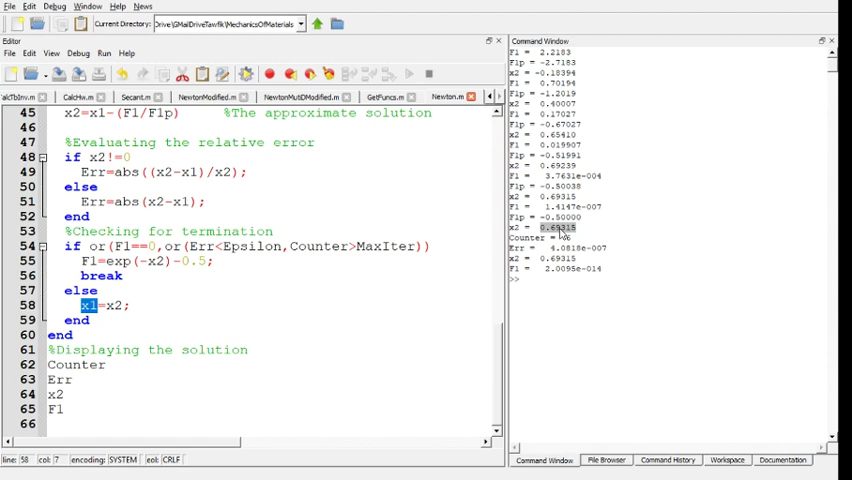 File Edit View Debug Window Help News
Current Directory: Drive\GMailDriveTawfik\MechanicsOfMaterials
Editor
File Edit View Debug Run Help
CalcTbInv.m CalcHw.m Secant.m NewtonModified.m NewtonMutDModified.m GetFuncs.m Newton.m
45 x2=x1-(F1/F1p) %The approximate solution
46
47 %Evaluating the relative error
48 if x2!=0
49 Err=abs((x2-x1)/x2);
50 else
51 Err=abs(x2-x1);
52 end
53 %Checking for termination
54 if or(F1==0,or(Err<Epsilon,Counter>MaxIter))
55 F1=exp(-x2)-0.5;
56 break
57 else
58 x1=x2;
59 end
60 end
61 %Displaying the solution
62 Counter
63 Err
64 x2
65 F1
66
line: 58 col: 7 encoding: SYSTEM eol: CRLF
Command Window
F1 = 2.2183
F1p = -2.7183
x2 = -0.18394
F1 = 0.70194
F1p = -1.2019
x2 = 0.40007
F1 = 0.17027
F1p = -0.67027
x2 = 0.65410
F1 = 0.019907
F1p = -0.51991
x2 = 0.69239
F1 = 3.7631e-004
F1p = -0.50038
x2 = 0.69315
F1 = 1.4147e-007
F1p = -0.50000
x2 = 0.69315
Counter = 6
Err = 4.0818e-007
x2 = 0.69315
F1 = 2.0095e-014
>>
Command Window File Browser Command History Workspace Documentation